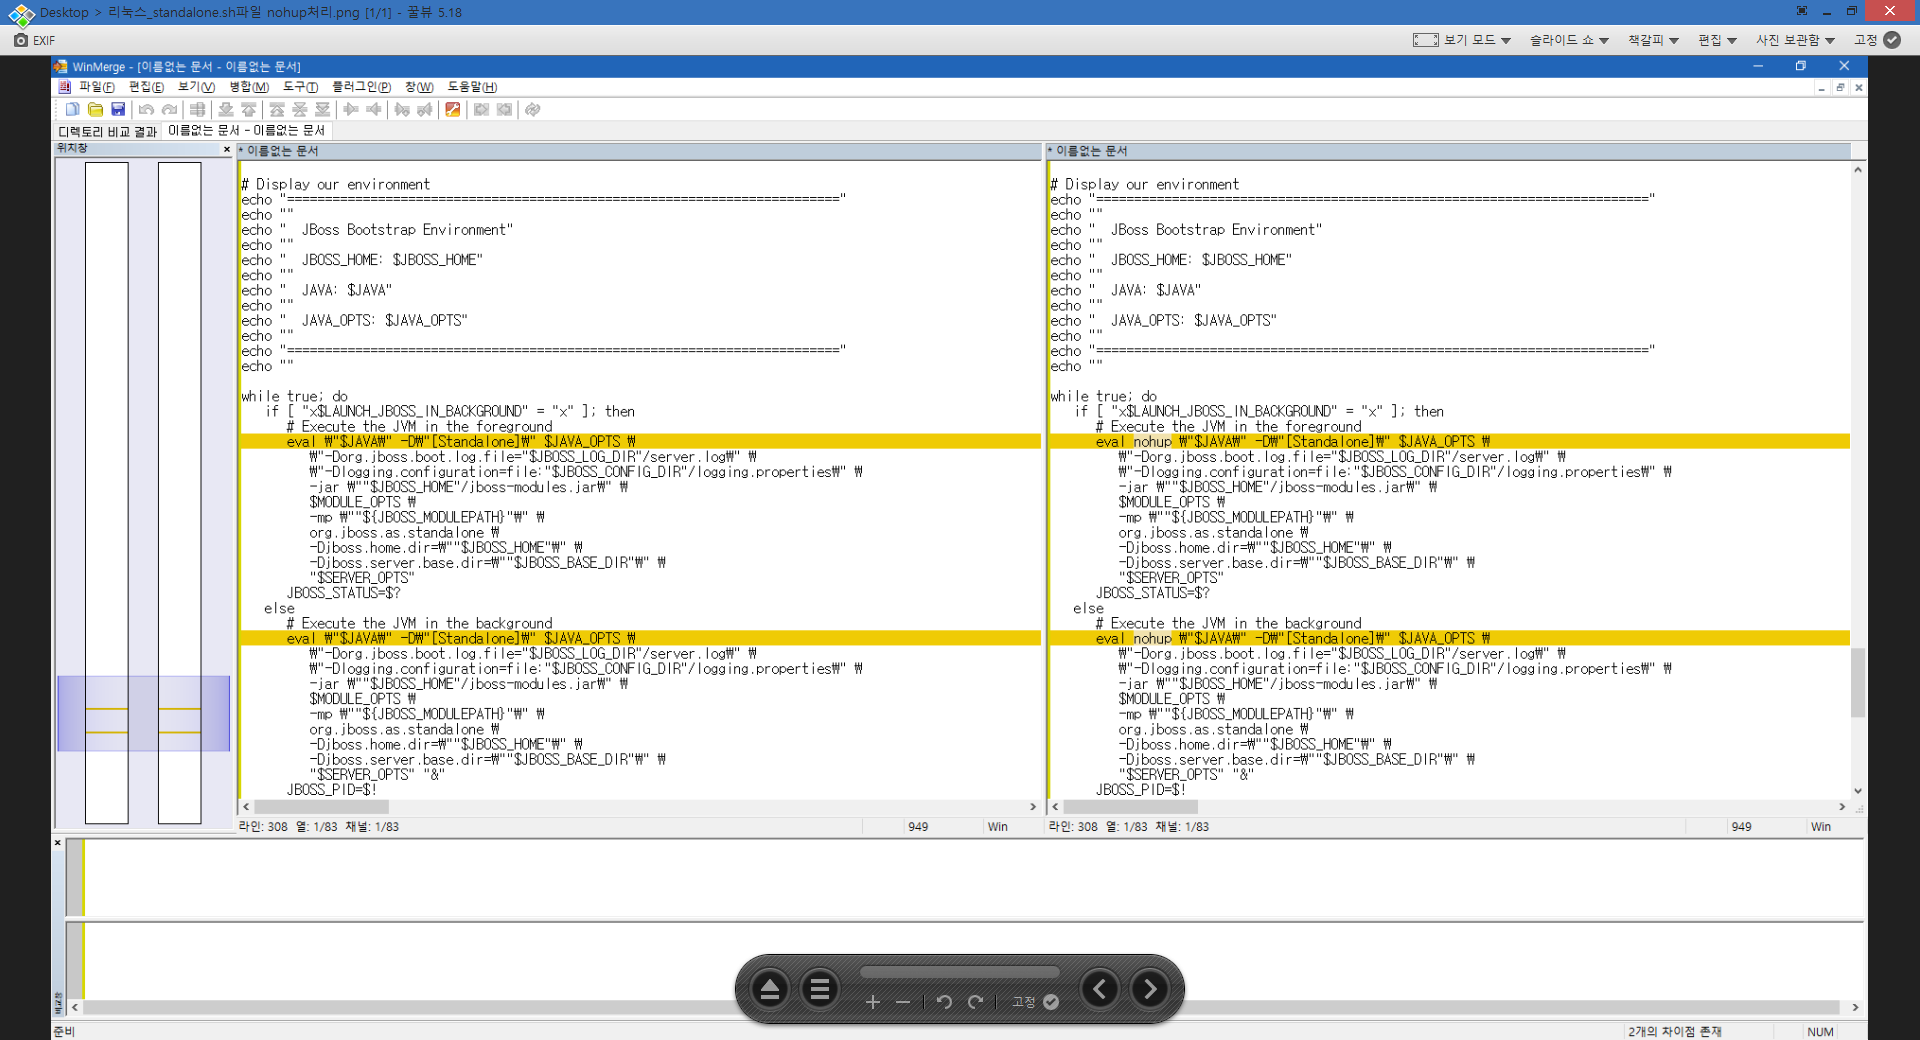 Desktop > 리눅스_standalone.sh파일 nohup처리.png [1/1] - 꿀뷰 5.18
EXIF
보기 모드
슬라이드 쇼
책갈피
편집
사진 보관함
고정
WinMerge - [이름없는 문서 - 이름없는 문서]
파일(F) 편집(E) 보기(V) 병합(M) 도구(T) 플러그인(P) 창(W) 도움말(H)
디렉토리 비교 결과 이름없는 문서 - 이름없는 문서
위치창
* 이름없는 문서
# Display our environment
echo "========================================================================="
echo ""
echo "  JBoss Bootstrap Environment"
echo ""
echo "  JBOSS_HOME: $JBOSS_HOME"
echo ""
echo "  JAVA: $JAVA"
echo ""
echo "  JAVA_OPTS: $JAVA_OPTS"
echo ""
echo "========================================================================="
echo ""
while true; do
if [ "x$LAUNCH_JBOSS_IN_BACKGROUND" = "x" ]; then
# Execute the JVM in the foreground
eval ₩"$JAVA₩" -D₩"[Standalone]₩" $JAVA_OPTS ₩
₩"-Dorg.jboss.boot.log.file="$JBOSS_LOG_DIR"/server.log₩" ₩
₩"-Dlogging.configuration=file:"$JBOSS_CONFIG_DIR"/logging.properties₩" ₩
-jar ₩""$JBOSS_HOME"/jboss-modules.jar₩" ₩
$MODULE_OPTS ₩
-mp ₩""${JBOSS_MODULEPATH}"₩" ₩
org.jboss.as.standalone ₩
-Djboss.home.dir=₩""$JBOSS_HOME"₩" ₩
-Djboss.server.base.dir=₩""$JBOSS_BASE_DIR"₩" ₩
"$SERVER_OPTS"
JBOSS_STATUS=$?
else
# Execute the JVM in the background
eval ₩"$JAVA₩" -D₩"[Standalone]₩" $JAVA_OPTS ₩
₩"-Dorg.jboss.boot.log.file="$JBOSS_LOG_DIR"/server.log₩" ₩
₩"-Dlogging.configuration=file:"$JBOSS_CONFIG_DIR"/logging.properties₩" ₩
-jar ₩""$JBOSS_HOME"/jboss-modules.jar₩" ₩
$MODULE_OPTS ₩
-mp ₩""${JBOSS_MODULEPATH}"₩" ₩
org.jboss.as.standalone ₩
-Djboss.home.dir=₩""$JBOSS_HOME"₩" ₩
-Djboss.server.base.dir=₩""$JBOSS_BASE_DIR"₩" ₩
"$SERVER_OPTS" "&"
JBOSS_PID=$!
라인: 308 열: 1/83 채널: 1/83
949
Win
* 이름없는 문서
# Display our environment
echo "========================================================================="
echo ""
echo "  JBoss Bootstrap Environment"
echo ""
echo "  JBOSS_HOME: $JBOSS_HOME"
echo ""
echo "  JAVA: $JAVA"
echo ""
echo "  JAVA_OPTS: $JAVA_OPTS"
echo ""
echo "========================================================================="
echo ""
while true; do
if [ "x$LAUNCH_JBOSS_IN_BACKGROUND" = "x" ]; then
# Execute the JVM in the foreground
eval nohup ₩"$JAVA₩" -D₩"[Standalone]₩" $JAVA_OPTS ₩
₩"-Dorg.jboss.boot.log.file="$JBOSS_LOG_DIR"/server.log₩" ₩
₩"-Dlogging.configuration=file:"$JBOSS_CONFIG_DIR"/logging.properties₩" ₩
-jar ₩""$JBOSS_HOME"/jboss-modules.jar₩" ₩
$MODULE_OPTS ₩
-mp ₩""${JBOSS_MODULEPATH}"₩" ₩
org.jboss.as.standalone ₩
-Djboss.home.dir=₩""$JBOSS_HOME"₩" ₩
-Djboss.server.base.dir=₩""$JBOSS_BASE_DIR"₩" ₩
"$SERVER_OPTS"
JBOSS_STATUS=$?
else
# Execute the JVM in the background
eval nohup ₩"$JAVA₩" -D₩"[Standalone]₩" $JAVA_OPTS ₩
₩"-Dorg.jboss.boot.log.file="$JBOSS_LOG_DIR"/server.log₩" ₩
₩"-Dlogging.configuration=file:"$JBOSS_CONFIG_DIR"/logging.properties₩" ₩
-jar ₩""$JBOSS_HOME"/jboss-modules.jar₩" ₩
$MODULE_OPTS ₩
-mp ₩""${JBOSS_MODULEPATH}"₩" ₩
org.jboss.as.standalone ₩
-Djboss.home.dir=₩""$JBOSS_HOME"₩" ₩
-Djboss.server.base.dir=₩""$JBOSS_BASE_DIR"₩" ₩
"$SERVER_OPTS" "&"
JBOSS_PID=$!
라인: 308 열: 1/83 채널: 1/83
949
Win
고정
준비
2개의 차이점 존재
NUM